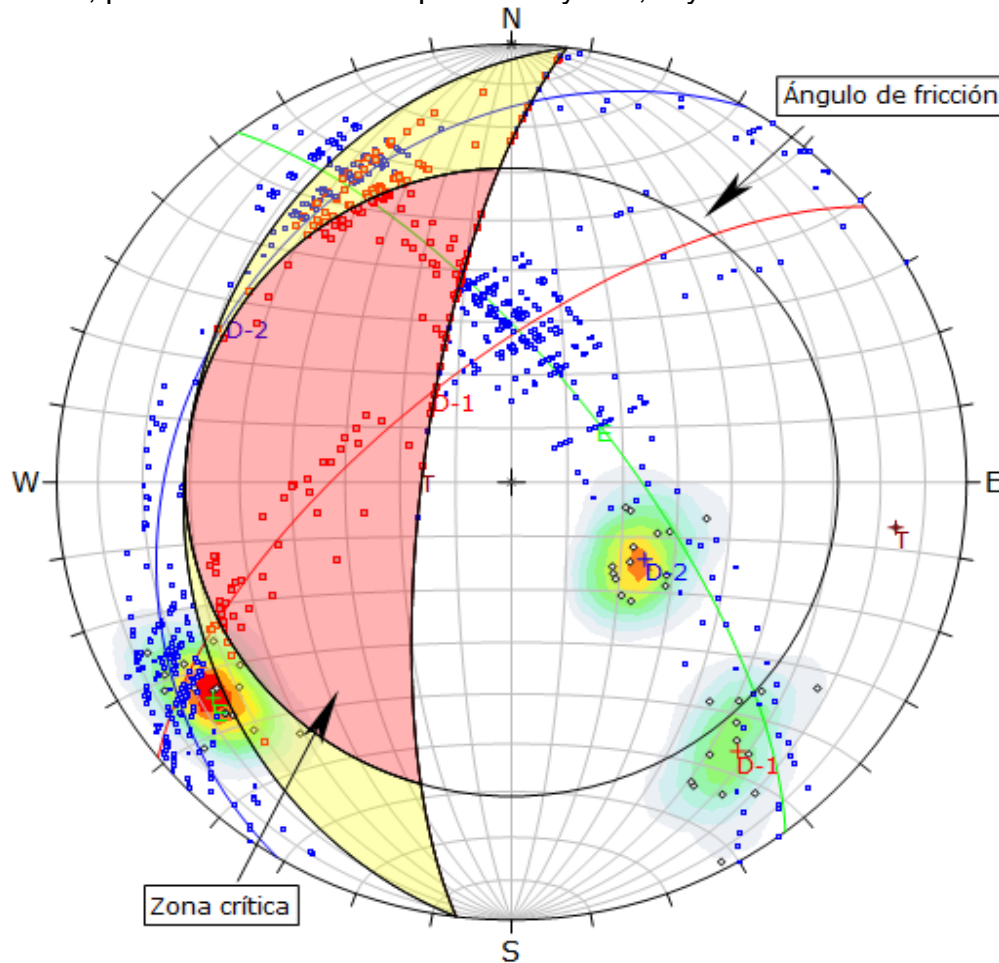 N
Ángulo de fricción
D-2
D-1
E
W
T
E
T
D-2
E
D-1
Zona crítica
S